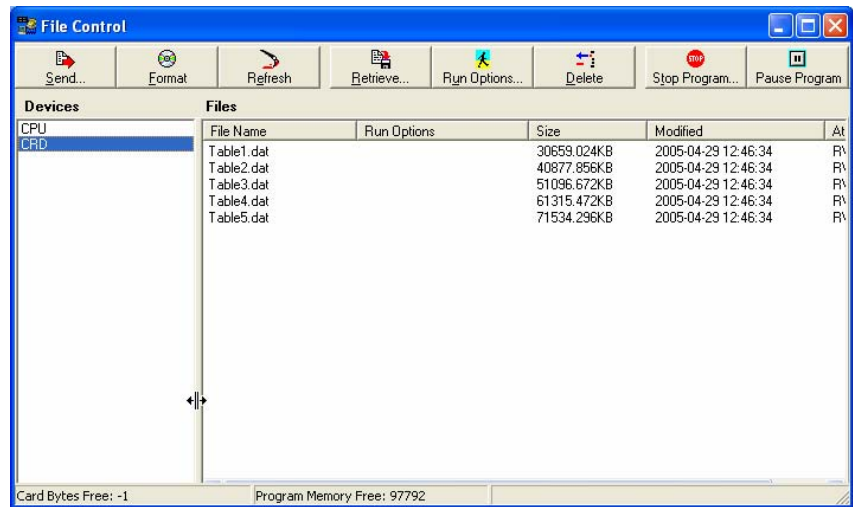 File Control
Send... Format Refresh Retrieve... Run Options... Delete Stop Program... Pause Program
Devices Files
CPU
CRD
File Name Run Options Size Modified At
Table1.dat 30659.024KB 2005-04-29 12:46:34
Table2.dat 40877.856KB 2005-04-29 12:46:34
Table3.dat 51096.672KB 2005-04-29 12:46:34
Table4.dat 61315.472KB 2005-04-29 12:46:34
Table5.dat 71534.296KB 2005-04-29 12:46:34
Card Bytes Free: -1 Program Memory Free: 97792